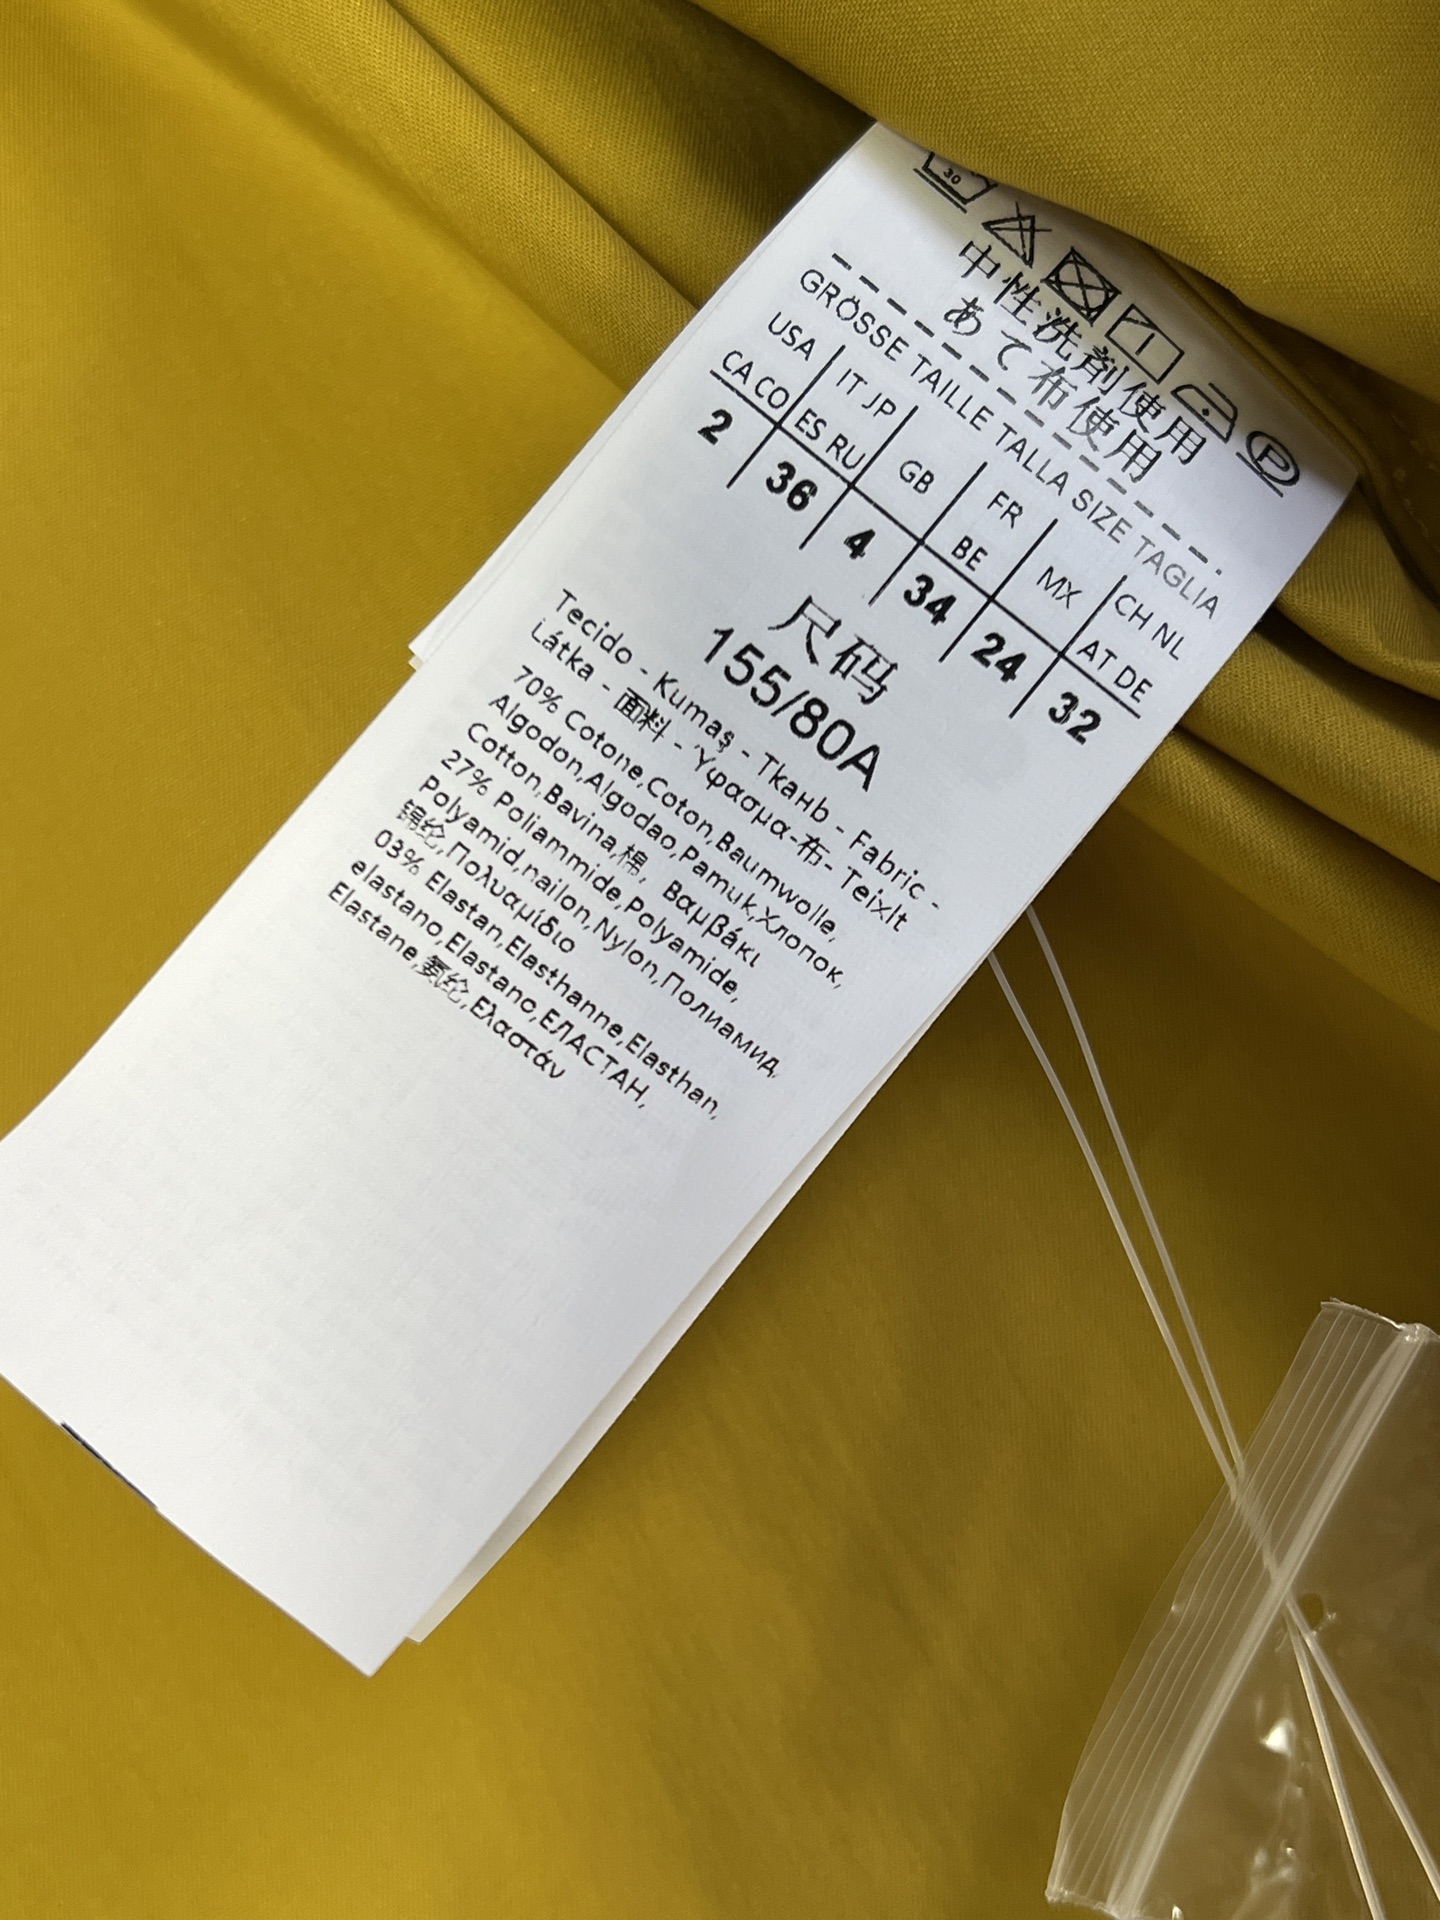 30
中性洗剤使用
あて布使用
GRÖSSE TAILLE TALLA SIZE TAGLIA
USA IT JP GB FR MX CH NL
CA CO ES RU BE AT DE
2 36 4 34 24 32
尺码
155/80A
Tecido - Kumaş - Ткань - Fabric -
Látka - 面料 - Ύφασμα-布- Teixlt
70% Cotone,Coton,Baumwolle,
Algodon,Algodao,Pamuk,Хлопок,
Cotton,Bavlna,棉, Βαμβάκι
27% Poliammide,Polyamide,
Polyamid,nailon,Nylon,Полиамид,
锦纶,Πολυαμίδιο
03% Elastan,Elasthanne,Elasthan,
elastano,Elastano,ЕЛАСТАН,
Elastane,氨纶,Ελαστάν